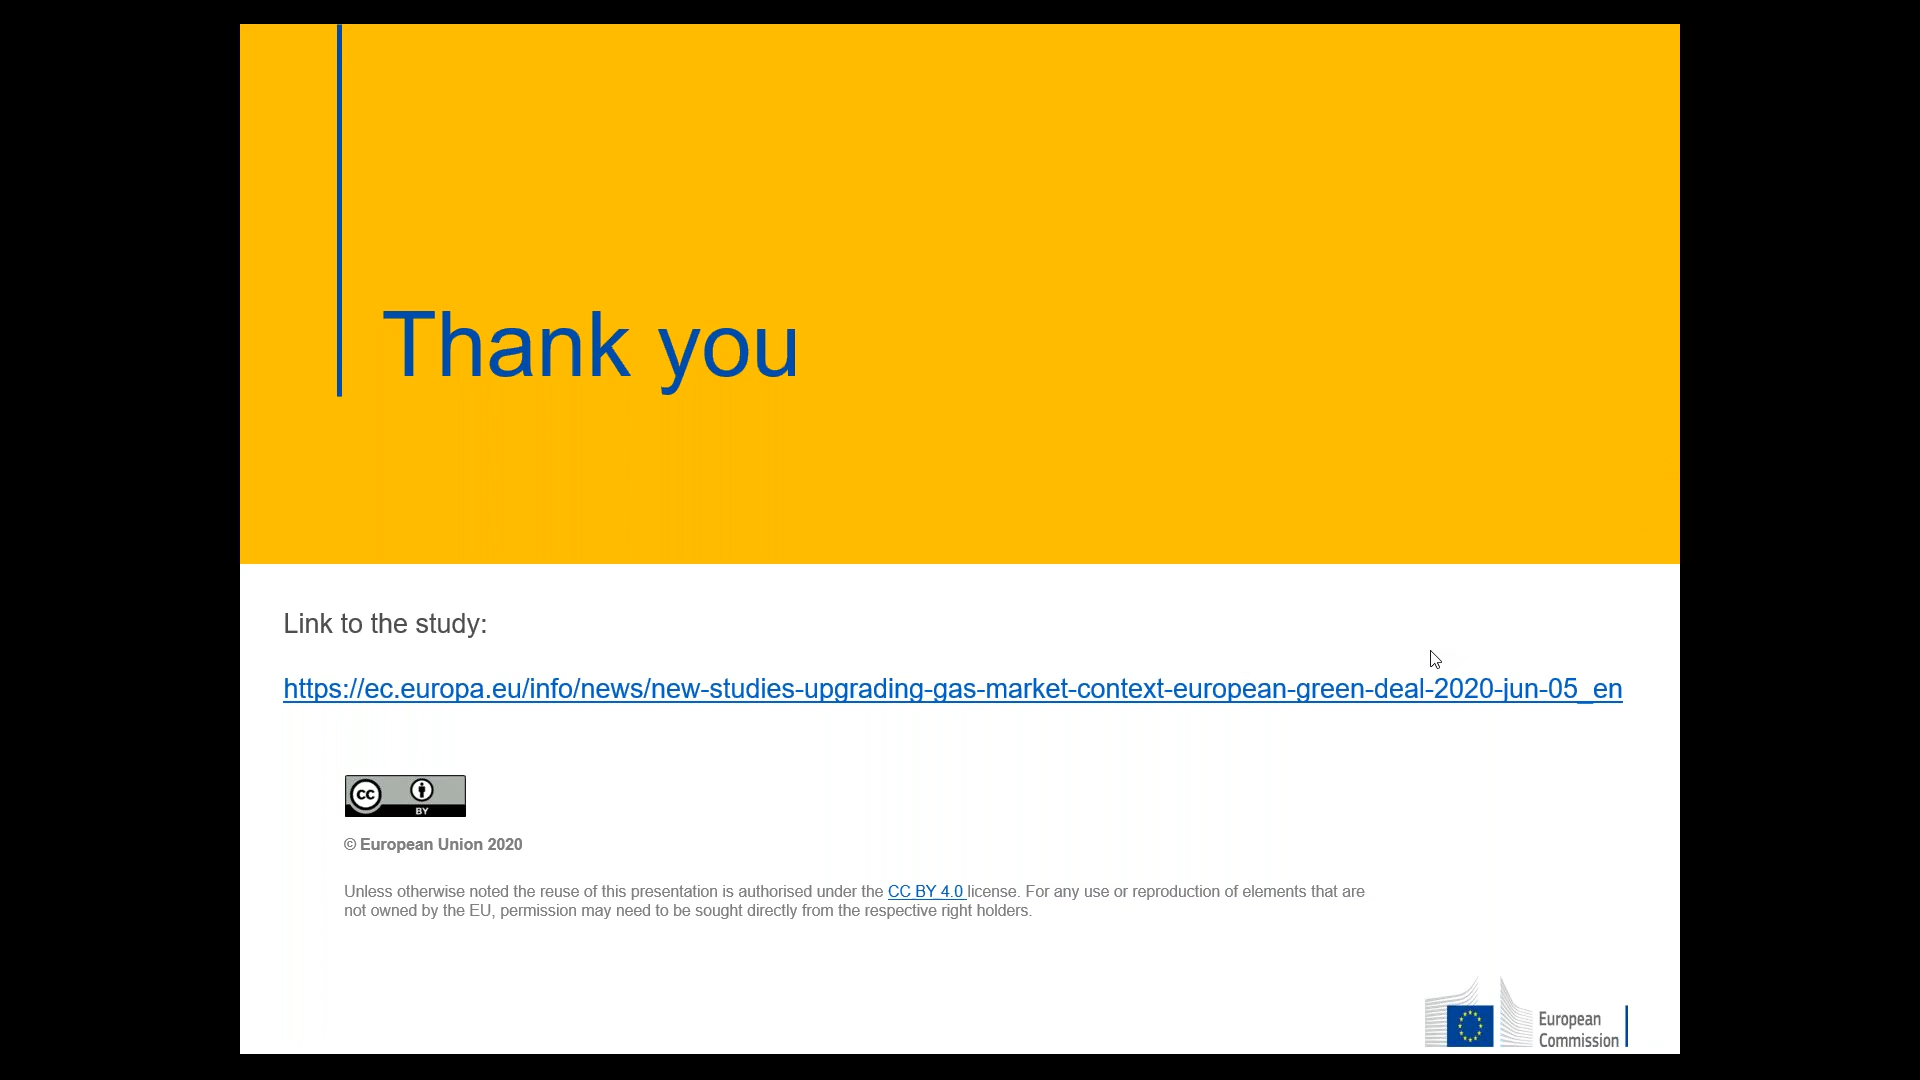 Thank you
Link to the study:
https://ec.europa.eu/info/news/new-studies-upgrading-gas-market-context-european-green-deal-2020-jun-05_en
CC
BY
© European Union 2020
Unless otherwise noted the reuse of this presentation is authorised under the CC BY 4.0 license. For any use or reproduction of elements that are
not owned by the EU, permission may need to be sought directly from the respective right holders.
European
Commission